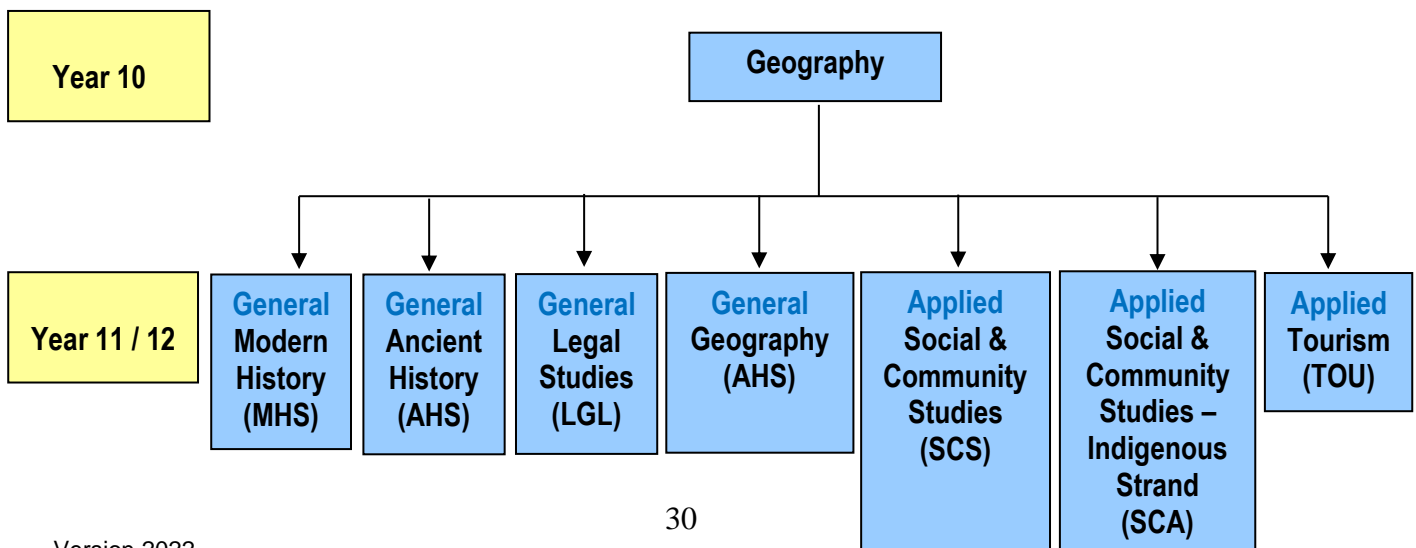 Year 10
Geography
Year 11 / 12
General
Modern
History
(MHS)
General
Ancient
History
(AHS)
General
Legal
Studies
(LGL)
General
Geography
(AHS)
Applied
Social &
Community
Studies
(SCS)
Applied
Social &
Community
Studies –
Indigenous
Strand
(SCA)
Applied
Tourism
(TOU)
30
Version